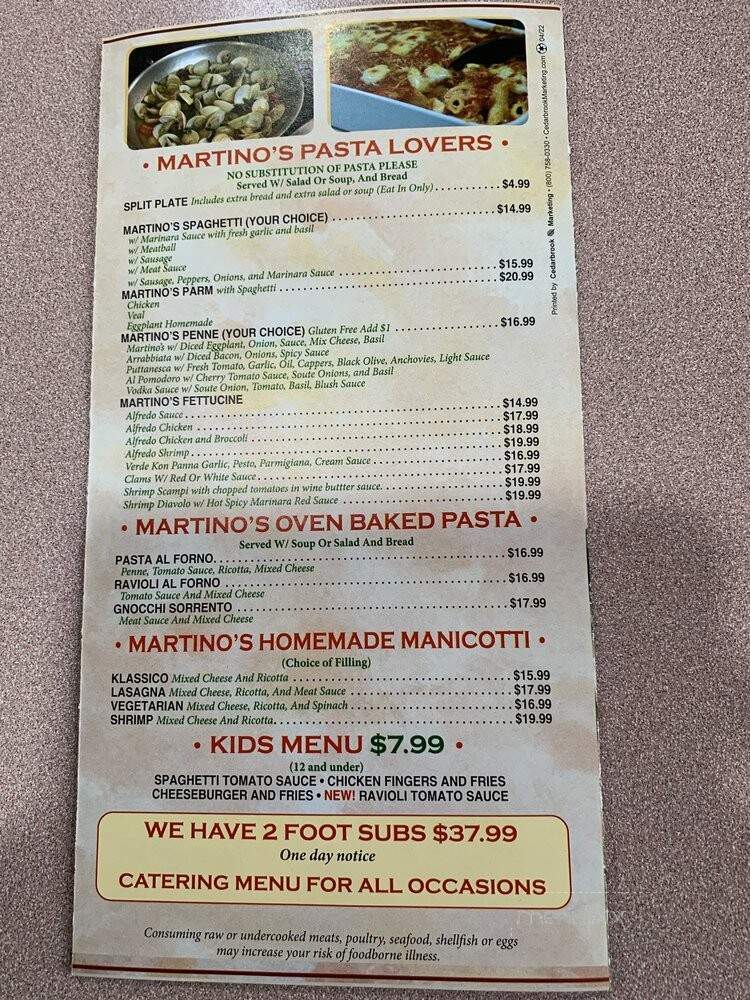 • MARTINO'S PASTA LOVERS •
NO SUBSTITUTION OF PASTA PLEASE
Served W/ Salad Or Soup, And Bread
SPLIT PLATE Includes extra bread and extra salad or soup (Eat In Only) $4.99
MARTINO'S SPAGHETTI (YOUR CHOICE) $14.99
w/ Marinara Sauce with fresh garlic and basil
w/ Meatball
w/ Sausage
w/ Meat Sauce
w/ Sausage, Peppers, Onions, and Marinara Sauce $15.99
MARTINO'S PARM with Spaghetti $20.99
Chicken
Veal
Eggplant Homemade
MARTINO'S PENNE (YOUR CHOICE) Gluten Free Add $1 $16.99
Martino's w/ Diced Eggplant, Onion, Sauce, Mix Cheese, Basil
Arrabbiata w/ Diced Bacon, Onions, Spicy Sauce
Puttanesca w/ Fresh Tomato, Garlic, Oil, Cappers, Black Olive, Anchovies, Light Sauce
Al Pomodoro w/ Cherry Tomato Sauce, Soute Onions, and Basil
Vodka Sauce w/ Soute Onion, Tomato, Basil, Blush Sauce
MARTINO'S FETTUCINE
Alfredo Sauce $14.99
Alfredo Chicken $17.99
Alfredo Chicken and Broccoli $18.99
Alfredo Shrimp $19.99
Verde Kon Panna Garlic, Pesto, Parmigiana, Cream Sauce $16.99
Clams W/ Red Or White Sauce $17.99
Shrimp Scampi with chopped tomatoes in wine buttter sauce. $19.99
Shrimp Diavolo w/ Hot Spicy Marinara Red Sauce $19.99
• MARTINO'S OVEN BAKED PASTA •
Served W/ Soup Or Salad And Bread
PASTA AL FORNO $16.99
Penne, Tomato Sauce, Ricotta, Mixed Cheese
RAVIOLI AL FORNO $16.99
Tomato Sauce And Mixed Cheese
GNOCCHI SORRENTO $17.99
Meat Sauce And Mixed Cheese
• MARTINO'S HOMEMADE MANICOTTI •
(Choice of Filling)
KLASSICO Mixed Cheese And Ricotta $15.99
LASAGNA Mixed Cheese, Ricotta, And Meat Sauce $17.99
VEGETARIAN Mixed Cheese, Ricotta, And Spinach $16.99
SHRIMP Mixed Cheese And Ricotta $19.99
• KIDS MENU $7.99 •
(12 and under)
SPAGHETTI TOMATO SAUCE • CHICKEN FINGERS AND FRIES
CHEESEBURGER AND FRIES • NEW! RAVIOLI TOMATO SAUCE
WE HAVE 2 FOOT SUBS $37.99
One day notice
CATERING MENU FOR ALL OCCASIONS
Consuming raw or undercooked meats, poultry, seafood, shellfish or eggs
may increase your risk of foodborne illness.
Printed by Cedarbrook Marketing • (800) 758-0330 • CedarbrookMarketing.com 04/22